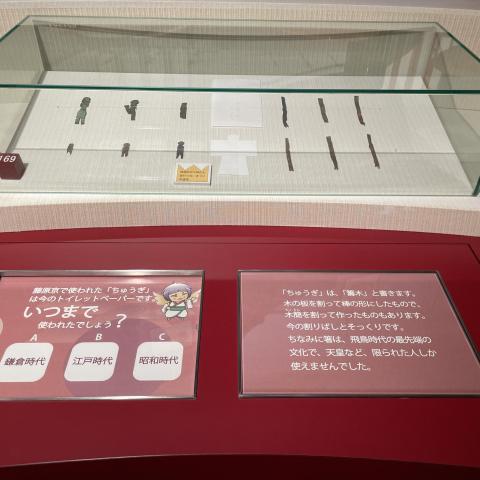 169
藤原京で使われた「ちゅうぎ」
は今のトイレットペーパーです。
いつまで
使われたでしょう？
A
B
C
鎌倉時代
江戸時代
昭和時代
「ちゅうぎ」は、「籌木」と書きます。
木の板を割って棒の形にしたもので、
木簡を割って作ったものもあります。
今の割りばしとそっくりです。
ちなみに箸は、飛鳥時代の最先端の
文化で、天皇など、限られた人しか
使えませんでした。